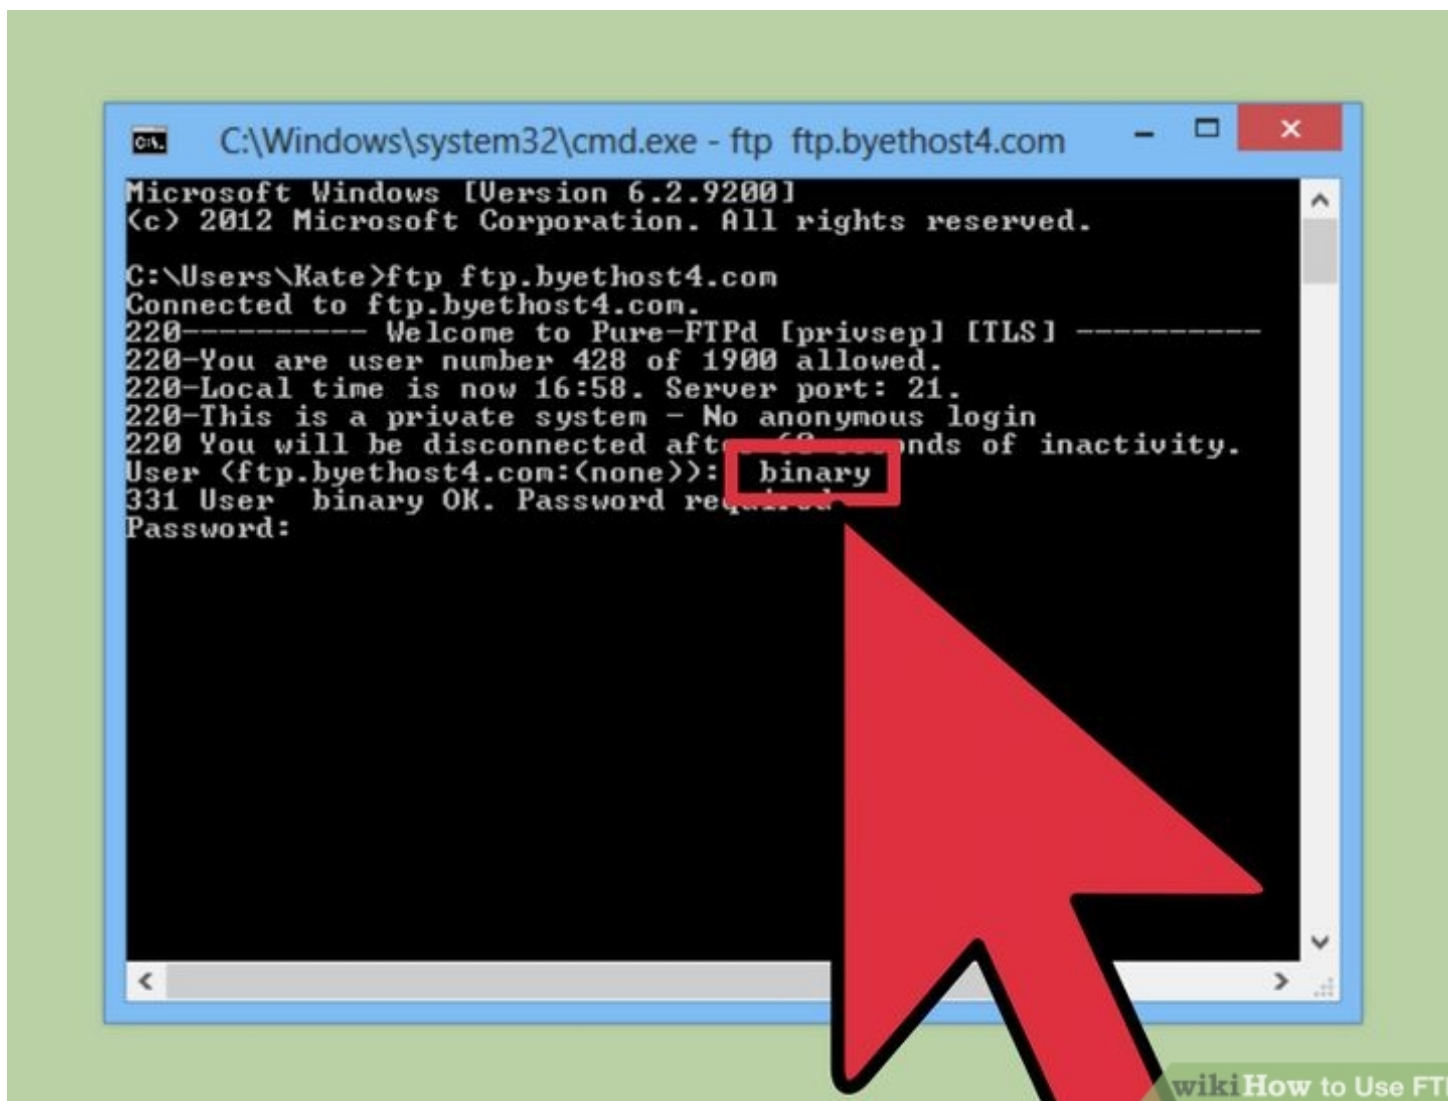 C:\Windows\system32\cmd.exe - ftp ftp.byethost4.com
Microsoft Windows [Version 6.2.9200]
(c) 2012 Microsoft Corporation. All rights reserved.
C:\Users\Kate>ftp ftp.byethost4.com
Connected to ftp.byethost4.com.
220---------- Welcome to Pure-FTPd [privsep] [TLS] ----------
220-You are user number 428 of 1900 allowed.
220-Local time is now 16:58. Server port: 21.
220-This is a private system - No anonymous login
220 You will be disconnected after 60 seconds of inactivity.
User (ftp.byethost4.com:(none)):  binary
331 User  binary OK. Password required
Password:
wikiHow to Use FT